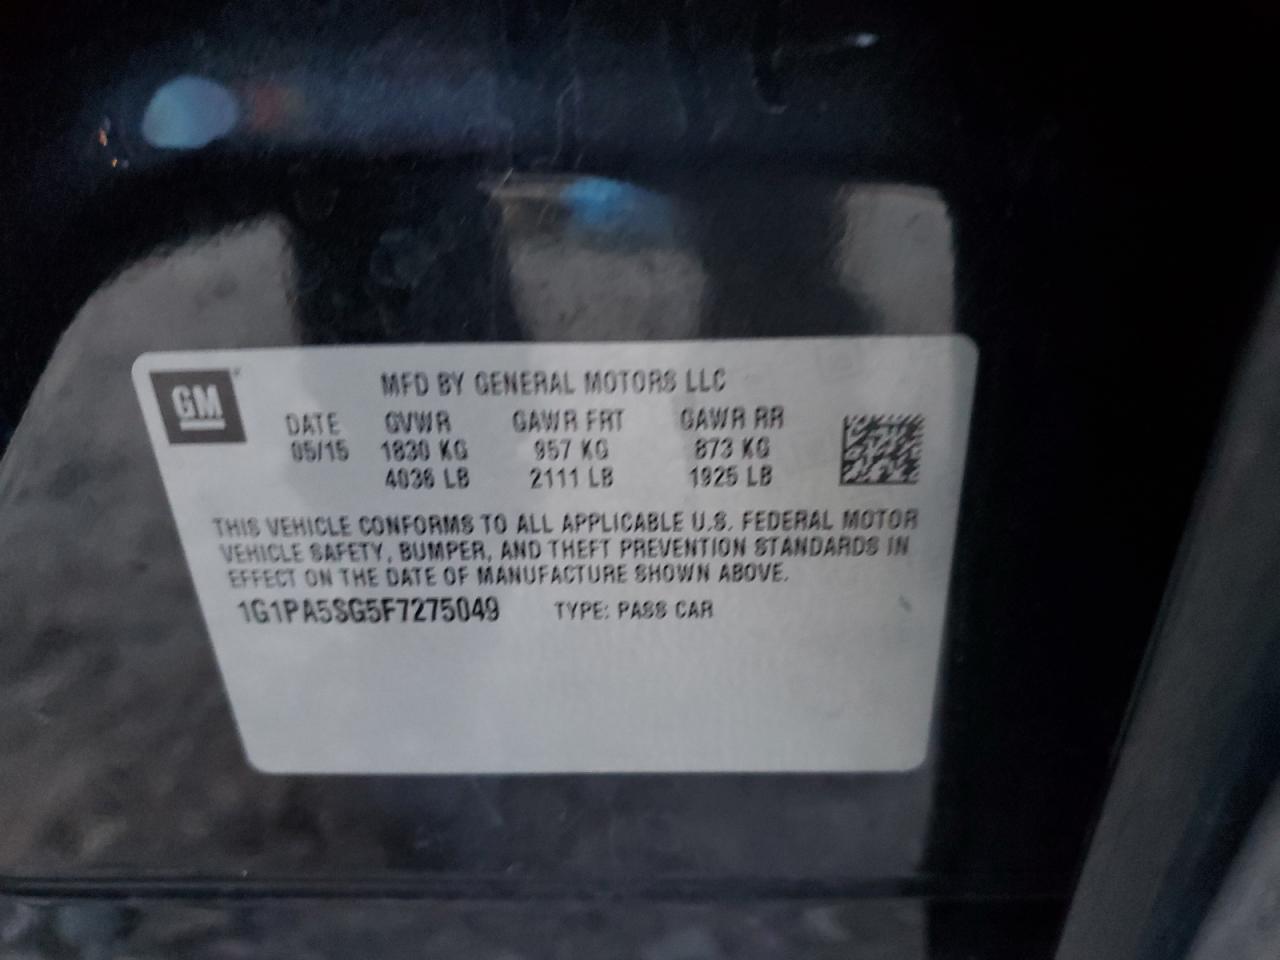 GM
MFD BY GENERAL MOTORS LLC
DATE GVWR GAWR FRT GAWR RR
05/15 1830 KG 957 KG 873 KG
4036 LB 2111 LB 1925 LB
THIS VEHICLE CONFORMS TO ALL APPLICABLE U.S. FEDERAL MOTOR
VEHICLE SAFETY, BUMPER, AND THEFT PREVENTION STANDARDS IN
EFFECT ON THE DATE OF MANUFACTURE SHOWN ABOVE.
1G1PA5SG5F7275049 TYPE: PASS CAR